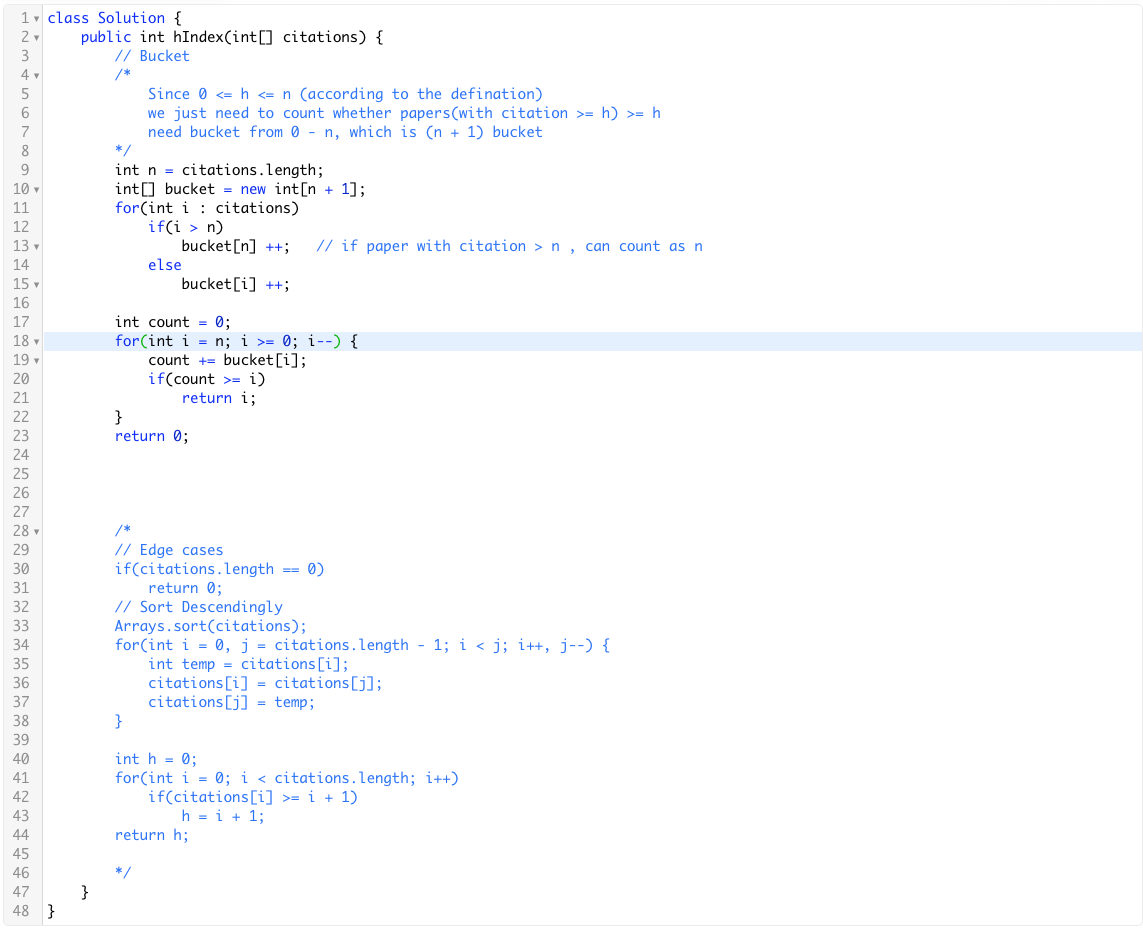 1 class Solution {
2     public int hIndex(int[] citations) {
3         // Bucket
4         /*
5             Since 0 <= h <= n (according to the defination)
6             we just need to count whether papers(with citation >= h) >= h
7             need bucket from 0 - n, which is (n + 1) bucket
8         */
9         int n = citations.length;
10         int[] bucket = new int[n + 1];
11         for(int i : citations)
12             if(i > n)
13                 bucket[n] ++;   // if paper with citation > n , can count as n
14             else
15                 bucket[i] ++;
16
17         int count = 0;
18         for(int i = n; i >= 0; i--) {
19             count += bucket[i];
20             if(count >= i)
21                 return i;
22         }
23         return 0;
24
25
26
27
28         /*
29         // Edge cases
30         if(citations.length == 0)
31             return 0;
32         // Sort Descendingly
33         Arrays.sort(citations);
34         for(int i = 0, j = citations.length - 1; i < j; i++, j--) {
35             int temp = citations[i];
36             citations[i] = citations[j];
37             citations[j] = temp;
38         }
39
40         int h = 0;
41         for(int i = 0; i < citations.length; i++)
42             if(citations[i] >= i + 1)
43                 h = i + 1;
44         return h;
45
46         */
47     }
48 }